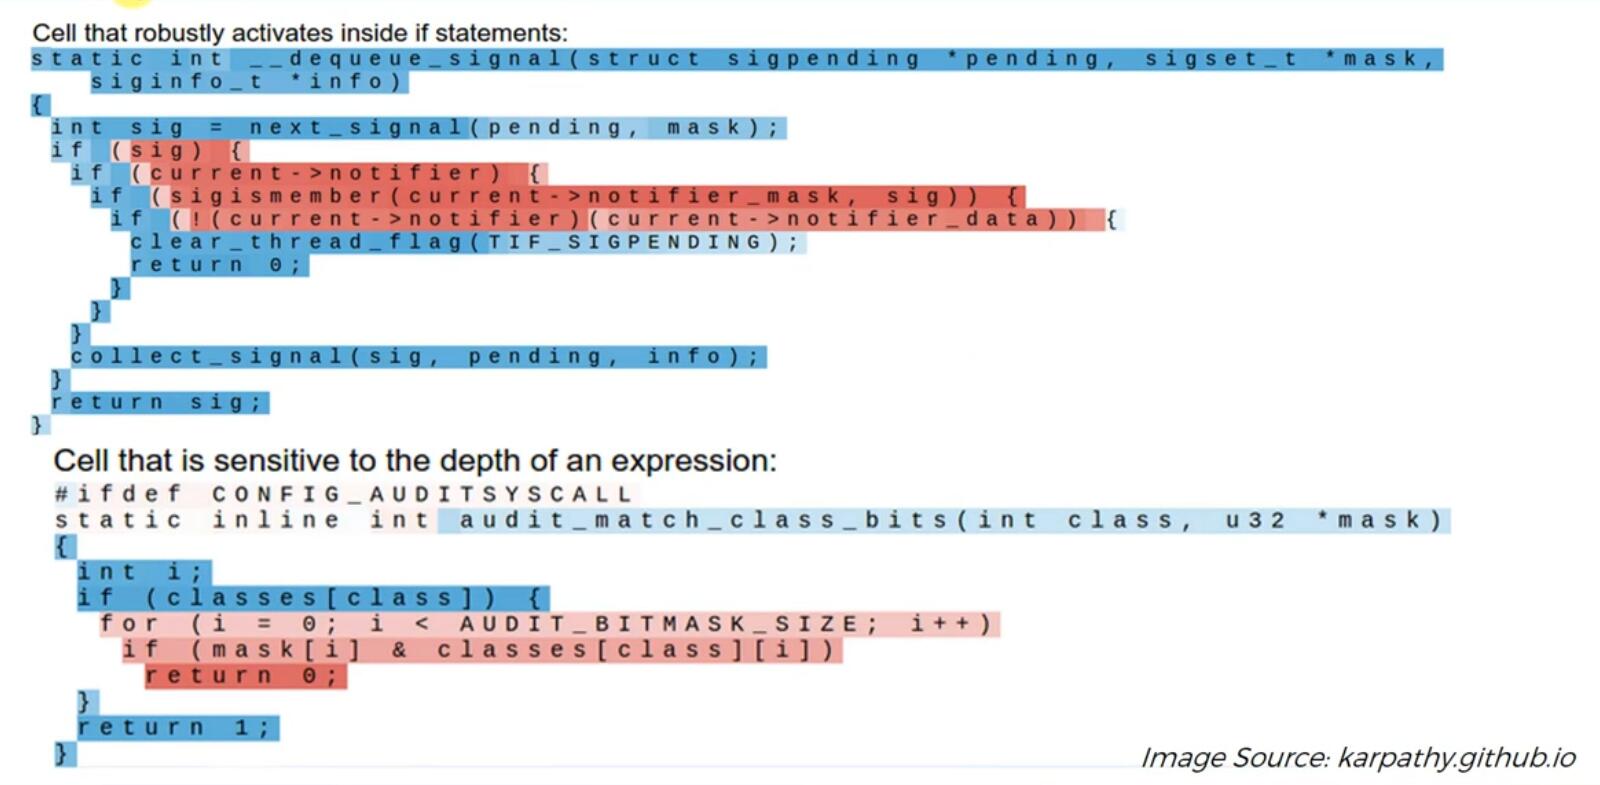 Cell that robustly activates inside if statements:
static int __dequeue_signal(struct sigpending *pending, sigset_t *mask,
siginfo_t *info)
{
int sig = next_signal(pending, mask);
if (sig) {
if (current->notifier) {
if (sigismember(current->notifier_mask, sig)) {
if (!(current->notifier)(current->notifier_data)) {
clear_thread_flag(TIF_SIGPENDING);
return 0;
}
}
}
collect_signal(sig, pending, info);
}
return sig;
}
Cell that is sensitive to the depth of an expression:
#ifdef CONFIG_AUDITSYSCALL
static inline int audit_match_class_bits(int class, u32 *mask)
{
int i;
if (classes[class]) {
for (i = 0; i < AUDIT_BITMASK_SIZE; i++)
if (mask[i] & classes[class][i])
return 0;
}
return 1;
}
Image Source: karpathy.github.io